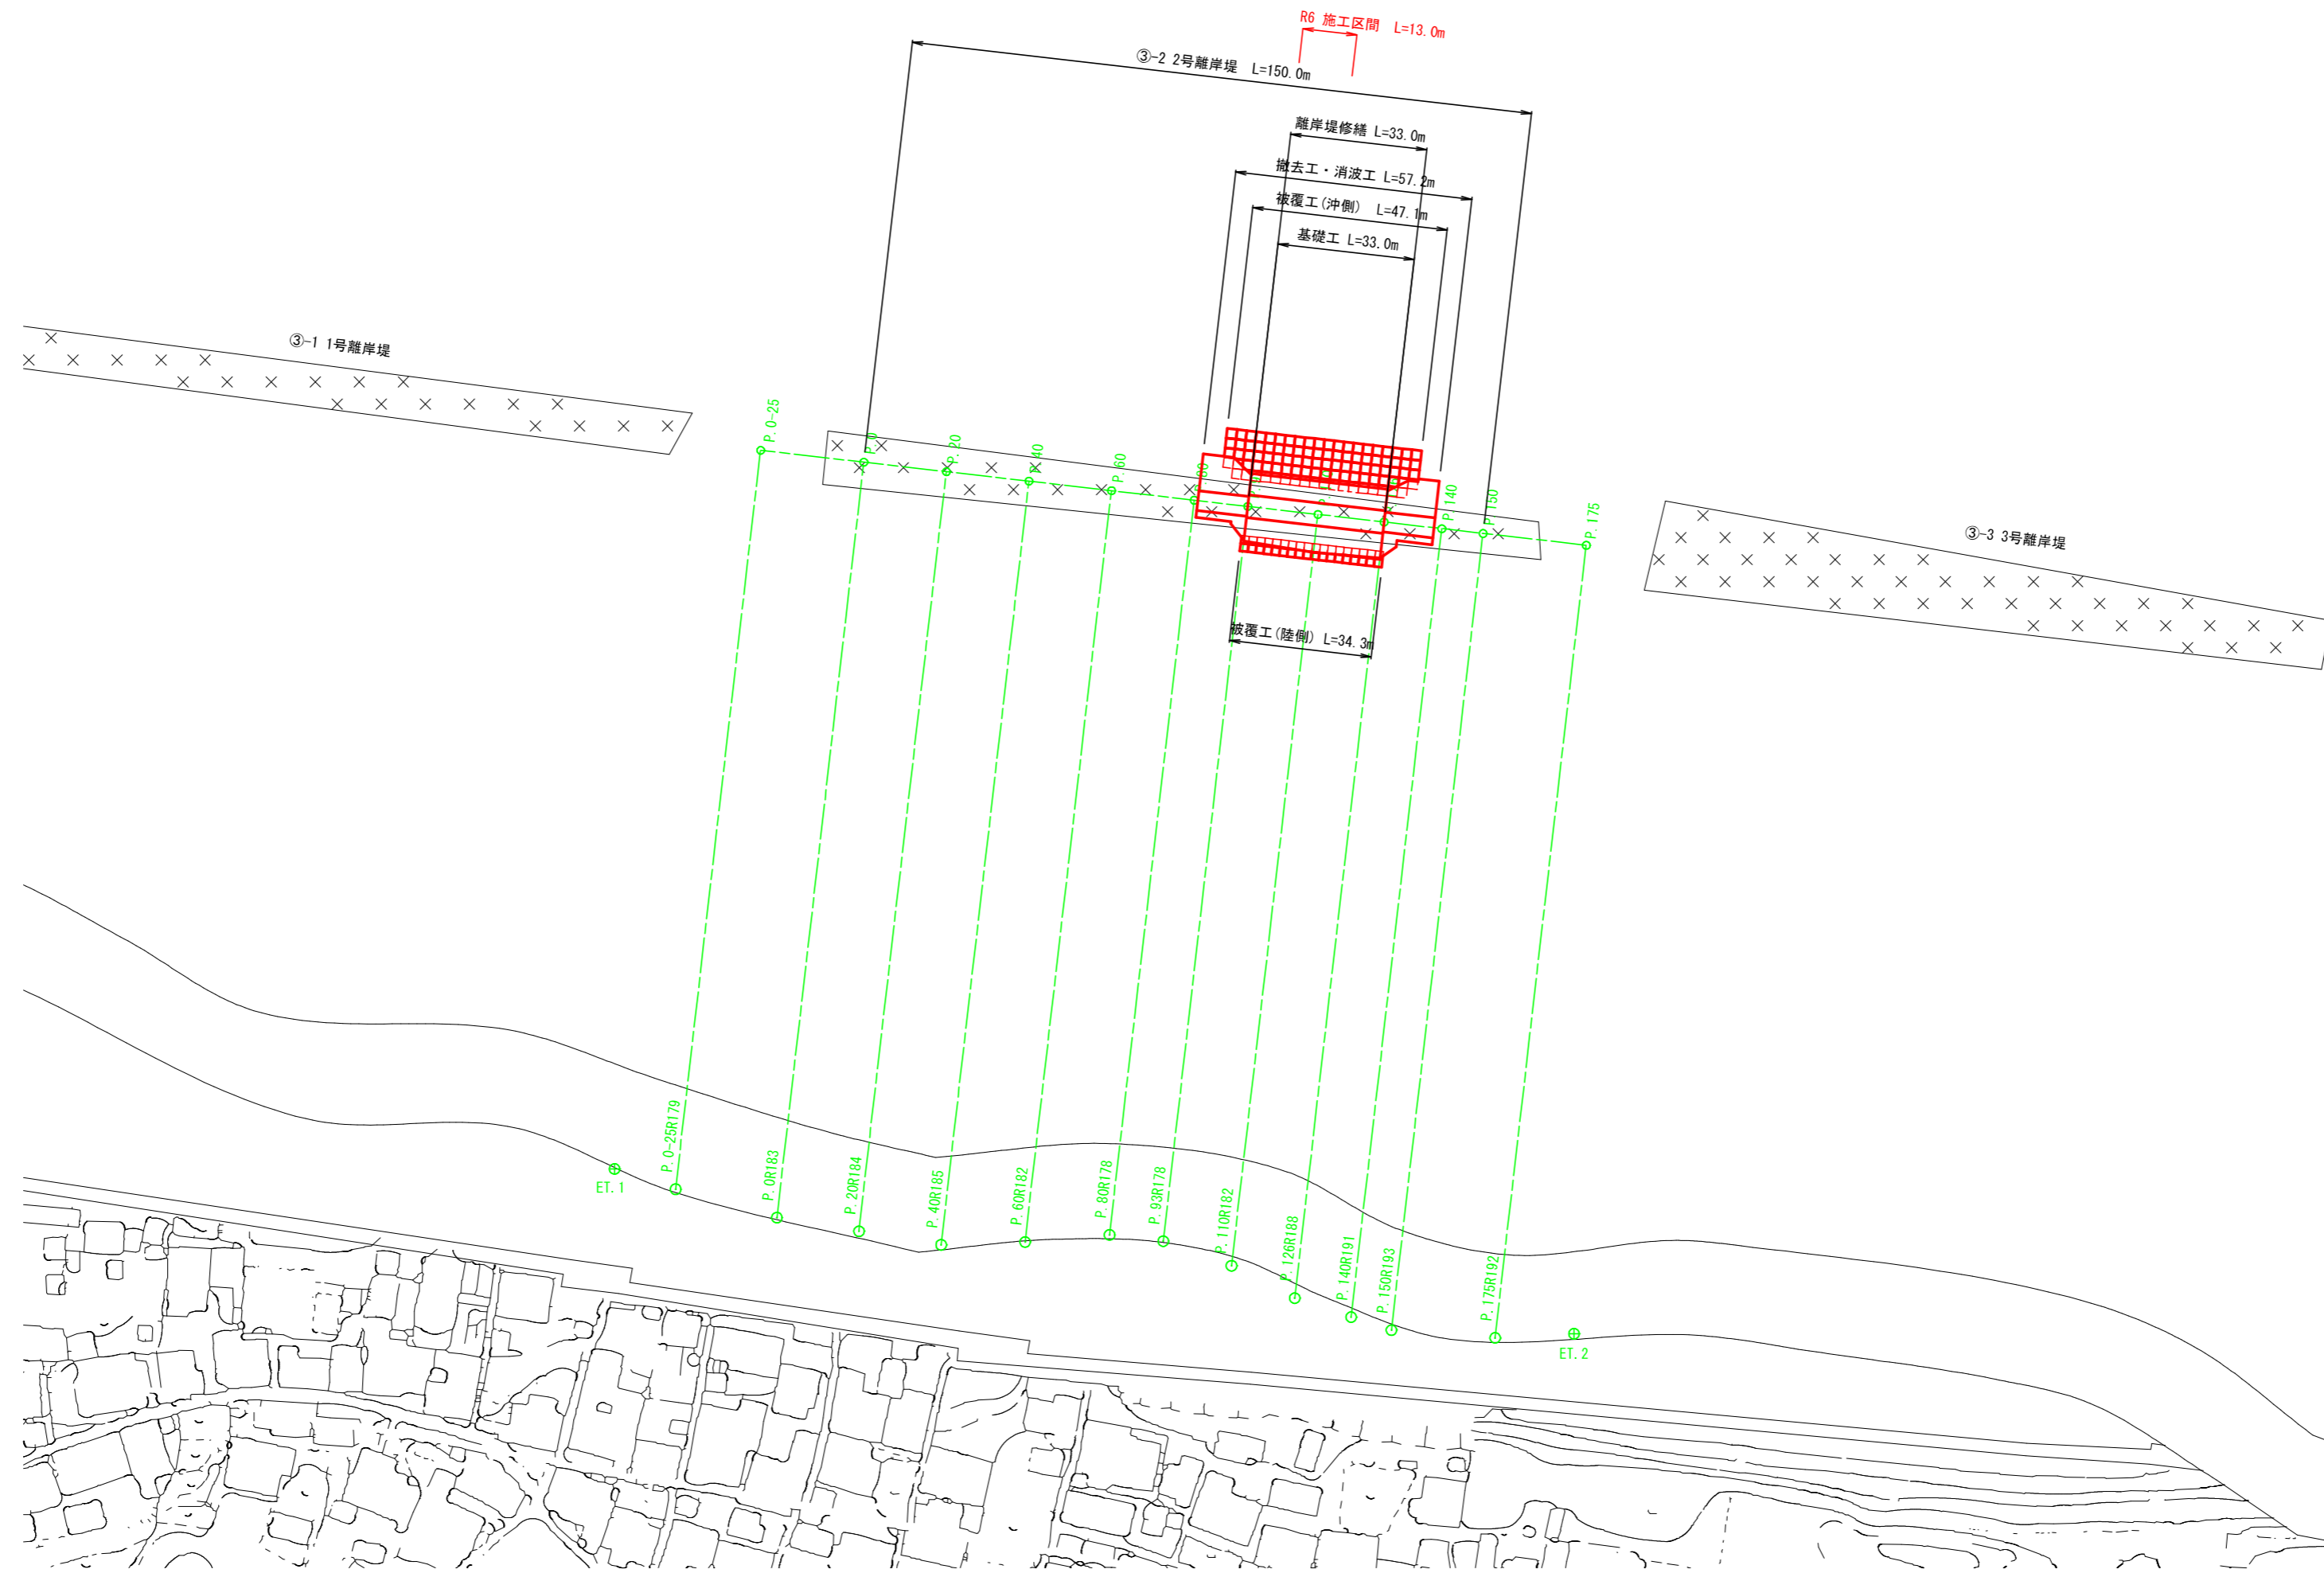 R6 施工区間 L=13.0m
③-2 2号離岸堤 L=150.0m
離岸堤修繕 L=33.0m
撤去工・消波工 L=57.2m
被覆工(沖側) L=47.1m
基礎工 L=33.0m
③-1 1号離岸堤
③-3 3号離岸堤
P.0-25
P.0
P.20
P.40
P.60
P.80
P.140
P.150
P.175
被覆工(陸側) L=34.3m
P.0-25R179
P.0R183
P.20R184
P.40R185
P.60R182
P.80R178
P.93R178
P.110R182
P.126R188
P.140R191
P.150R193
P.175R192
ET.1
ET.2